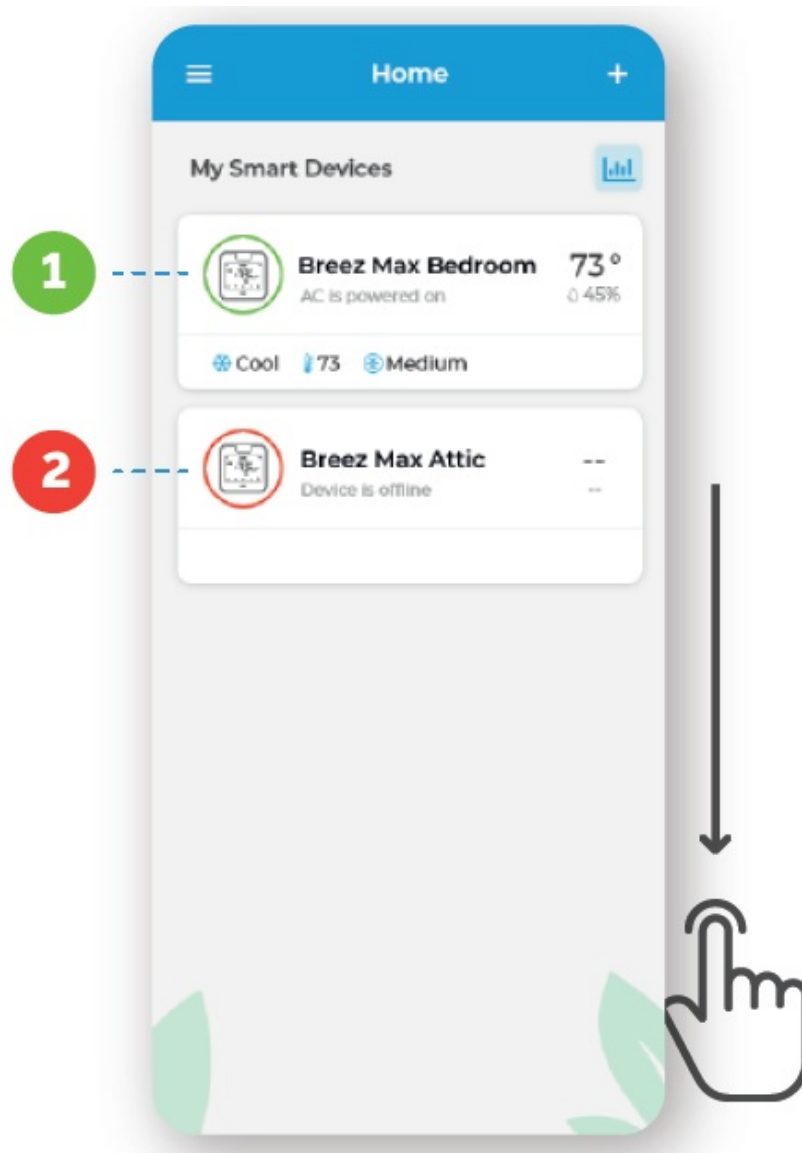 Home +
My Smart Devices
1
Breez Max Bedroom 73°
AC is powered on 45%
Cool 73 Medium
2
Breez Max Attic --
Device is offline --